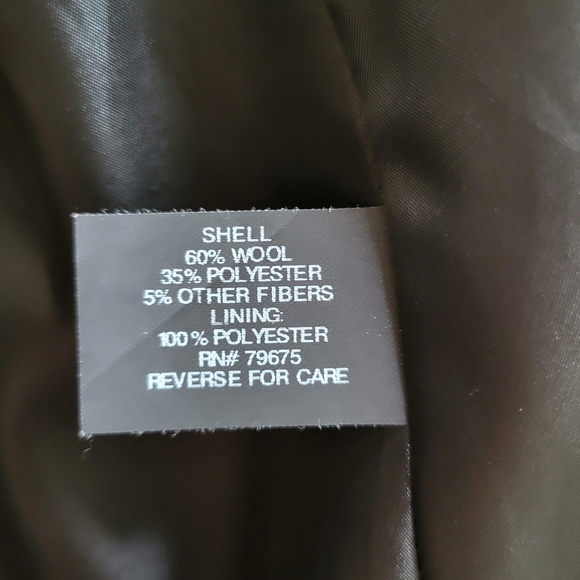 SHELL
60% WOOL
35% POLYESTER
5% OTHER FIBERS
LINING:
100% POLYESTER
RN# 79675
REVERSE FOR CARE